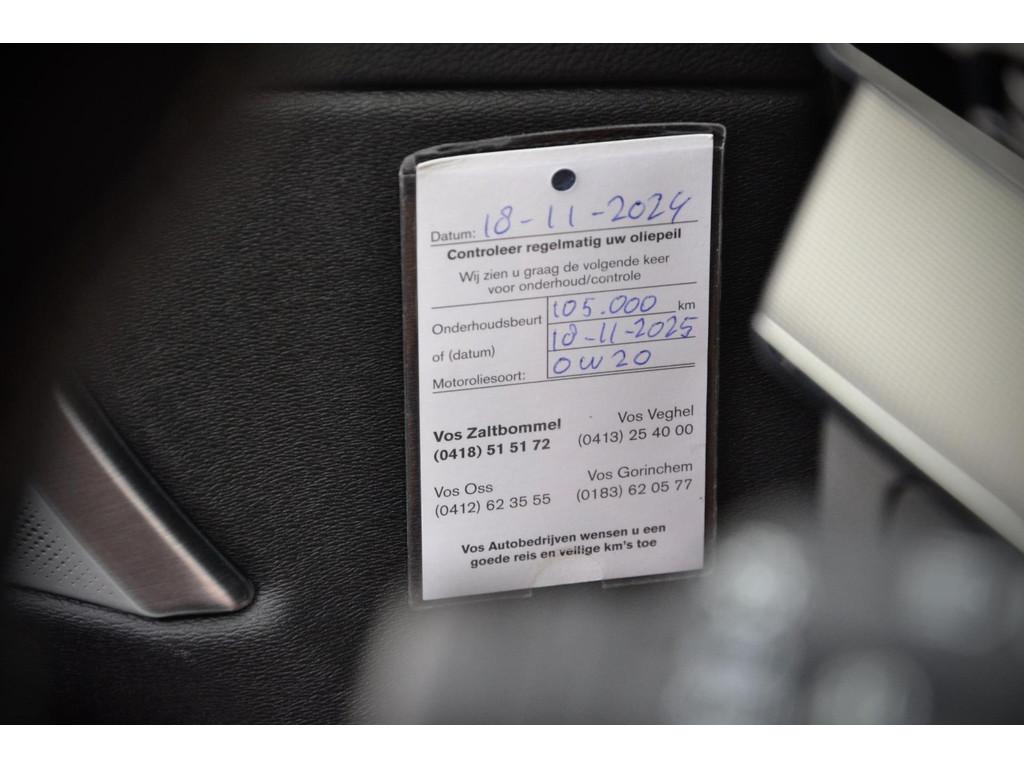 Datum: 18-11-2024
Controleer regelmatig uw oliepeil
Wij zien u graag de volgende keer
voor onderhoud/controle
Onderhoudsbeurt 105.000 km
of (datum) 18-11-2025
Motoroliesoort: 0W20
Vos Zaltbommel
(0418) 51 51 72
Vos Veghel
(0413) 25 40 00
Vos Oss
(0412) 62 35 55
Vos Gorinchem
(0183) 62 05 77
Vos Autobedrijven wensen u een
goede reis en veilige km's toe